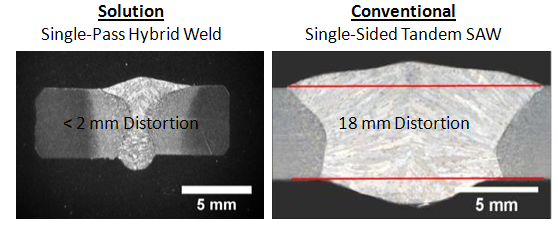 Solution
Single-Pass Hybrid Weld
Conventional
Single-Sided Tandem SAW
< 2 mm Distortion
18 mm Distortion
5 mm
5 mm